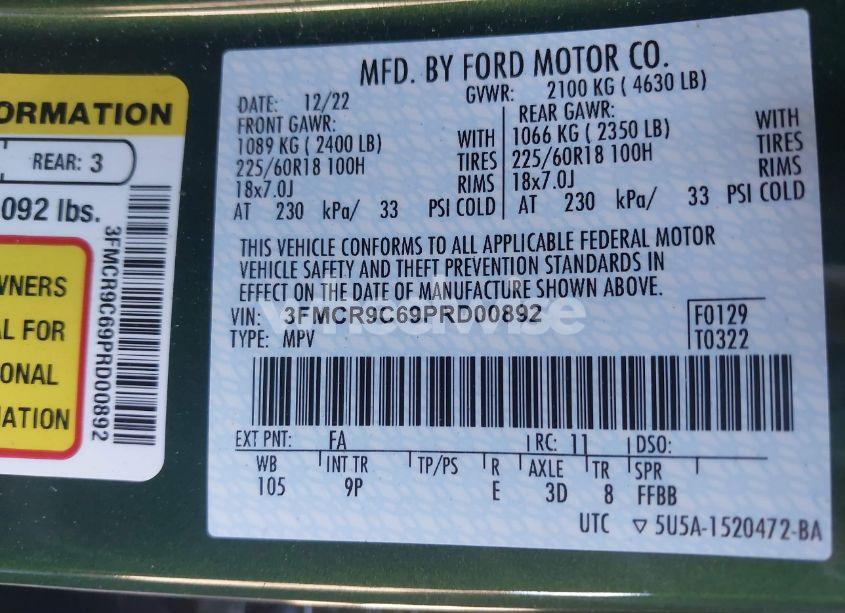 ORMATION
REAR: 3
092 lbs.
WNERS
AL FOR
ONAL
ATION
3FMCR9C69PRD00892
MFD. BY FORD MOTOR CO.
DATE: 12/22 GVWR: 2100 KG ( 4630 LB)
FRONT GAWR: REAR GAWR:
1089 KG ( 2400 LB) WITH 1066 KG ( 2350 LB) WITH
225/60R18 100H TIRES 225/60R18 100H TIRES
18x7.0J RIMS 18x7.0J RIMS
AT 230 kPa/ 33 PSI COLD AT 230 kPa/ 33 PSI COLD
THIS VEHICLE CONFORMS TO ALL APPLICABLE FEDERAL MOTOR
VEHICLE SAFETY AND THEFT PREVENTION STANDARDS IN
EFFECT ON THE DATE OF MANUFACTURE SHOWN ABOVE.
VIN: 3FMCR9C69PRD00892 F0129
TYPE: MPV T0322
EXT PNT: FA RC: 11 DSO:
WB INT TR TP/PS R AXLE TR SPR
105 9P E 3D 8 FFBB
UTC ▽ 5U5A-1520472-BA